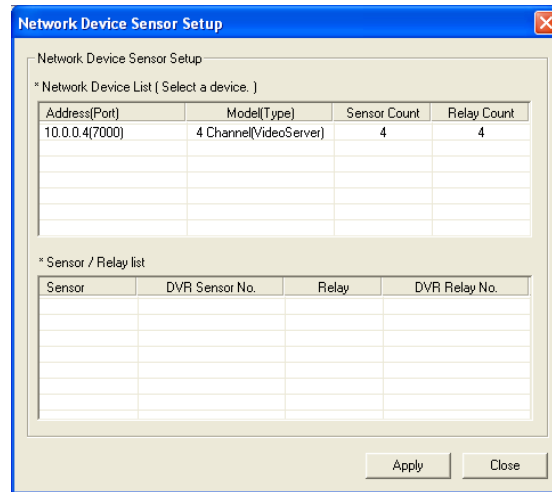 Network Device Sensor Setup
Network Device Sensor Setup
* Network Device List ( Select a device. )
Address(Port) Model(Type) Sensor Count Relay Count
10.0.0.4(7000) 4 Channel(VideoServer) 4 4
* Sensor / Relay list
Sensor DVR Sensor No. Relay DVR Relay No.
Apply Close